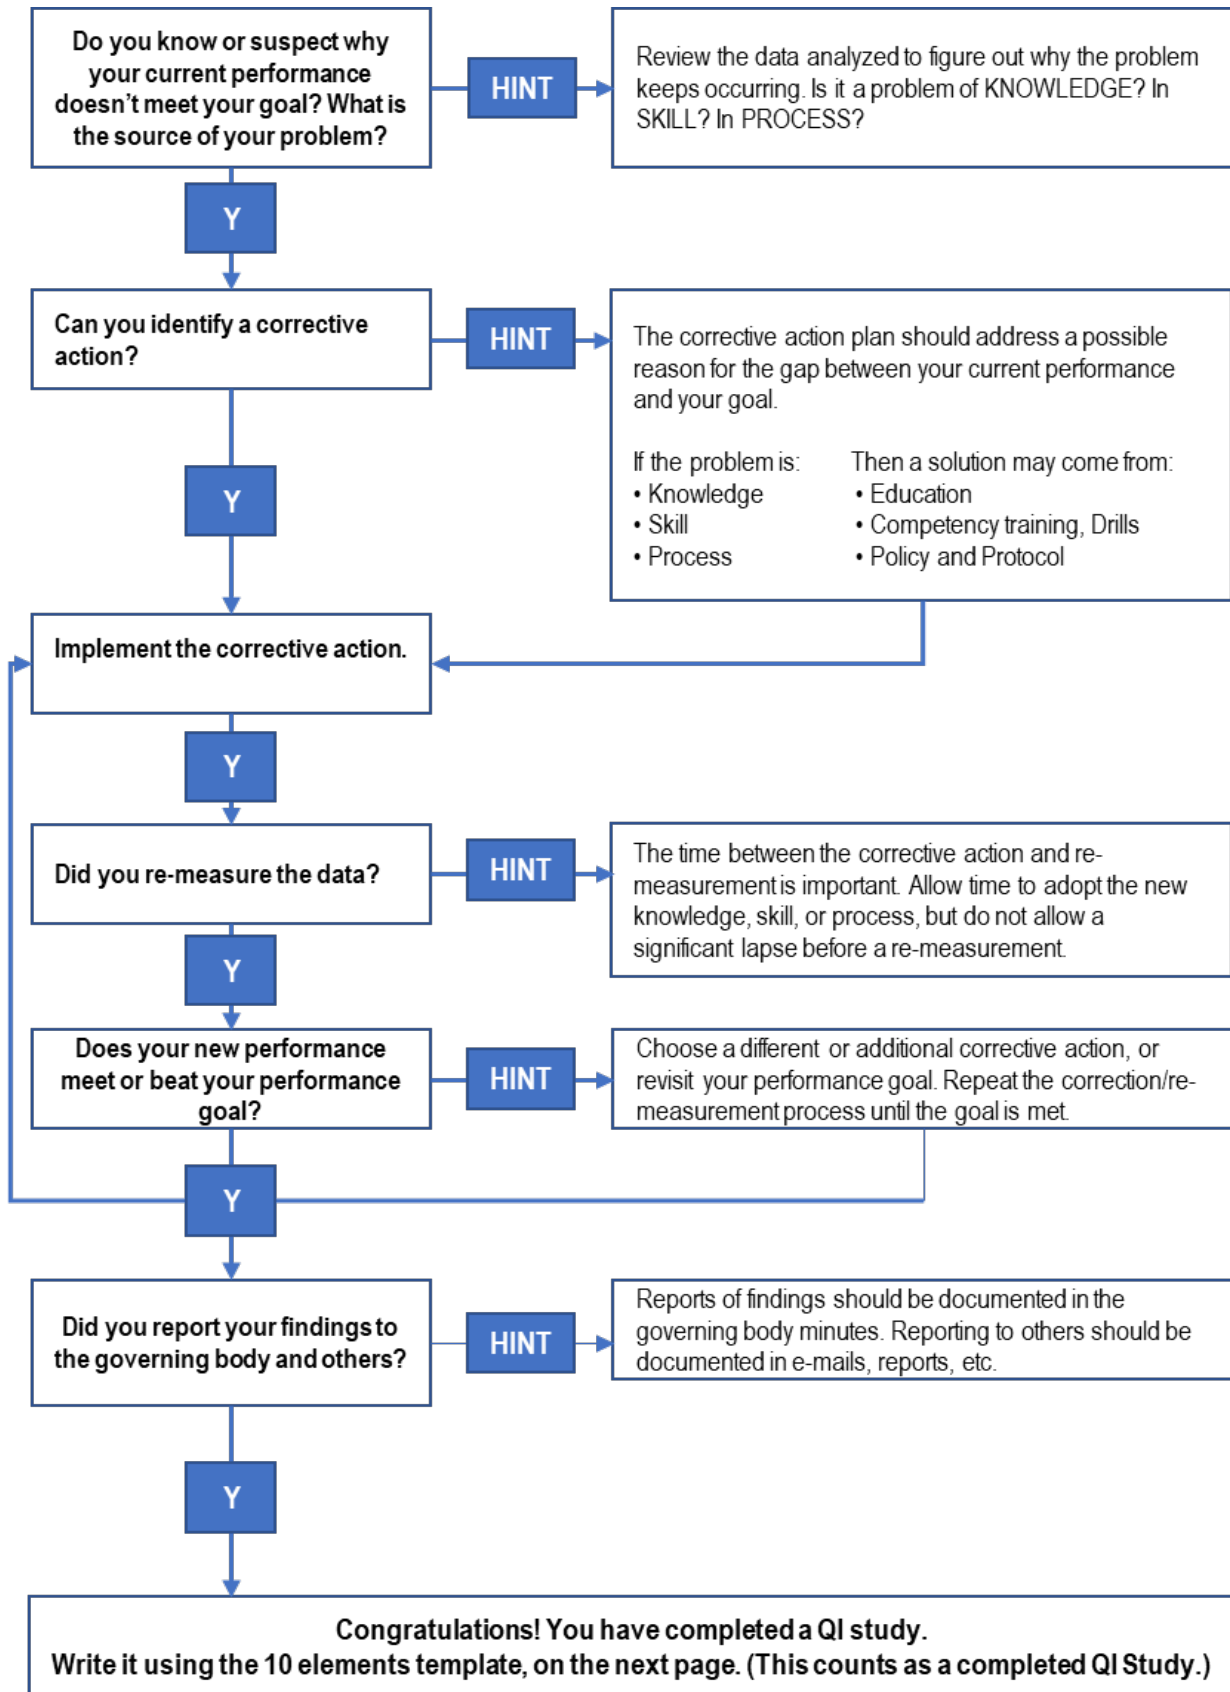 Do you know or suspect why
your current performance
doesn't meet your goal? What is
the source of your problem?
HINT
Review the data analyzed to figure out why the problem
keeps occurring. Is it a problem of KNOWLEDGE? In
SKILL? In PROCESS?
Y
Can you identify a corrective
action?
HINT
The corrective action plan should address a possible
reason for the gap between your current performance
and your goal.
If the problem is: Then a solution may come from:
• Knowledge • Education
• Skill • Competency training, Drills
• Process • Policy and Protocol
Y
Implement the corrective action.
Y
Did you re-measure the data?
HINT
The time between the corrective action and re-
measurement is important. Allow time to adopt the new
knowledge, skill, or process, but do not allow a
significant lapse before a re-measurement.
Y
Does your new performance
meet or beat your performance
goal?
HINT
Choose a different or additional corrective action, or
revisit your performance goal. Repeat the correction/re-
measurement process until the goal is met.
Y
Did you report your findings to
the governing body and others?
HINT
Reports of findings should be documented in the
governing body minutes. Reporting to others should be
documented in e-mails, reports, etc.
Y
Congratulations! You have completed a QI study.
Write it using the 10 elements template, on the next page. (This counts as a completed QI Study.)